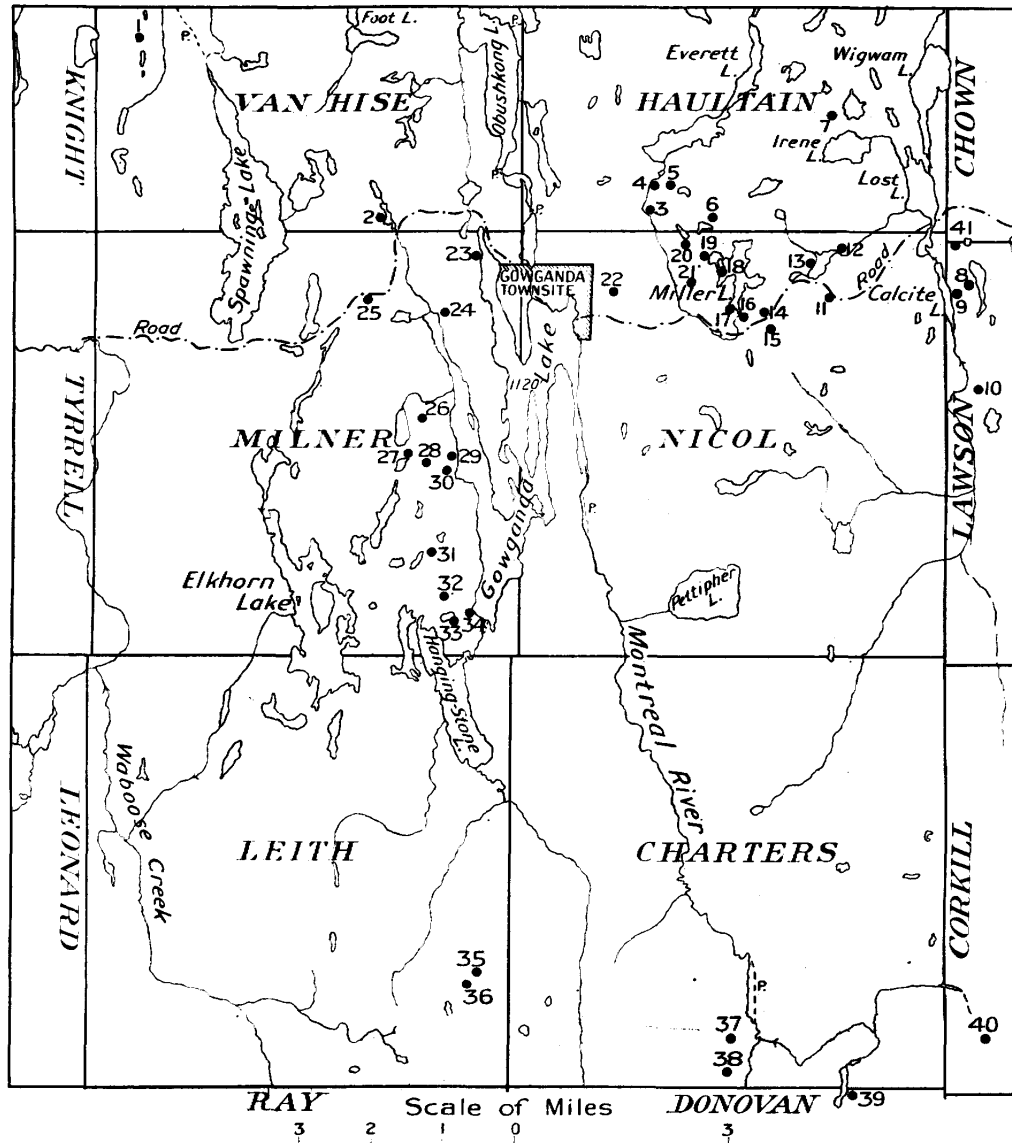 1
P.
Foot L.
Obushkong L.
P.
Everett L.
Wigwam L.
KNIGHT
VAN HISE
HAULTAIN
CHOWN
7
Irene L.
Lost L.
P.
P.
4
5
3
6
2
Spawning Lake
23
20
19
18
21
12
13
41
8
9
GOWGANDA TOWNSITE
22
Miller L.
16
17
14
15
11
Road
Calcite L.
25
24
Road
10
1120
Lake
Gowganda
TYRRELL
MILNER
NICOL
LAWSON
26
27
28
29
30
P.
31
32
33
34
Elkhorn Lake
Pettipher L.
Hanging-Stone L.
Montreal River
Waboose Creek
LEONARD
LEITH
CHARTERS
CORKILL
35
36
P.
37
38
40
39
RAY
Scale of Miles
DONOVAN
3 2 1 0 3